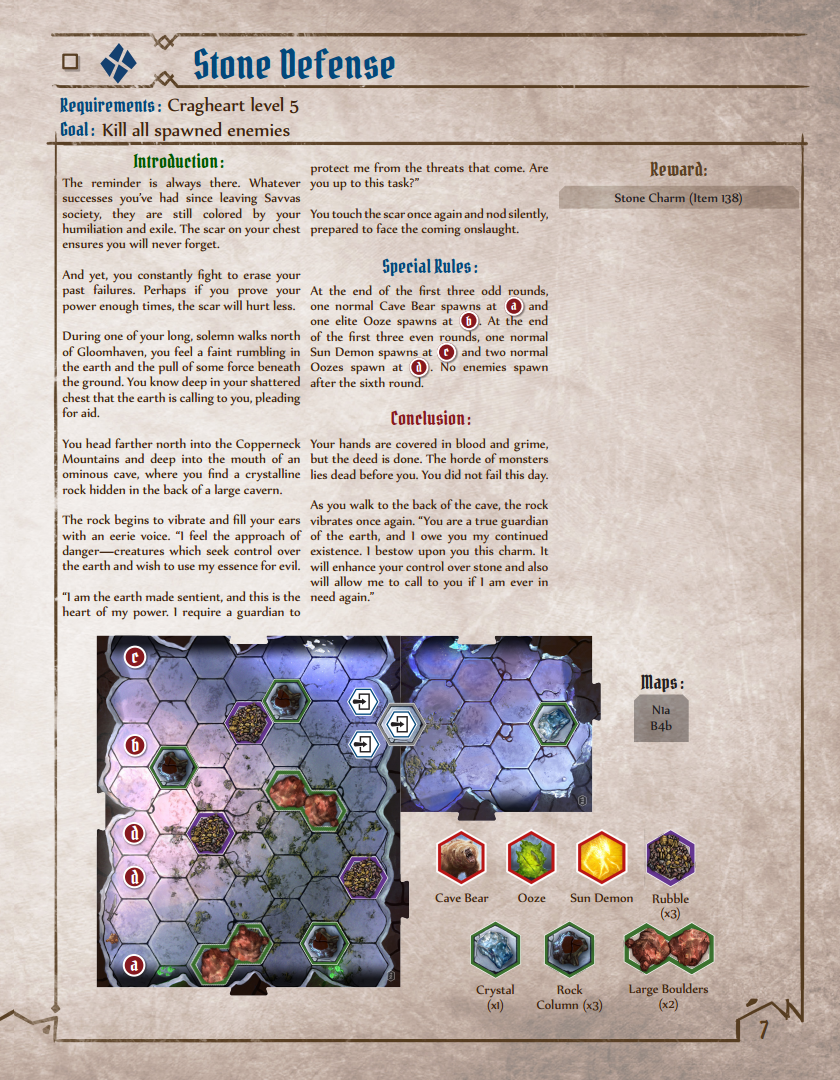 Stone Defense
Requirements: Cragheart level 5
Goal: Kill all spawned enemies
Introduction:
The reminder is always there. Whatever
successes you've had since leaving Savvas
society, they are still colored by your
humiliation and exile. The scar on your chest
ensures you will never forget.
And yet, you constantly fight to erase your
past failures. Perhaps if you prove your
power enough times, the scar will hurt less.
During one of your long, solemn walks north
of Gloomhaven, you feel a faint rumbling in
the earth and the pull of some force beneath
the ground. You know deep in your shattered
chest that the earth is calling to you, pleading
for aid.
You head farther north into the Copperneck
Mountains and deep into the mouth of an
ominous cave, where you find a crystalline
rock hidden in the back of a large cavern.
The rock begins to vibrate and fill your ears
with an eerie voice. “I feel the approach of
danger—creatures which seek control over
the earth and wish to use my essence for evil.
“I am the earth made sentient, and this is the
heart of my power. I require a guardian to
protect me from the threats that come. Are
you up to this task?”
You touch the scar once again and nod silently,
prepared to face the coming onslaught.
Special Rules:
At the end of the first three odd rounds,
one normal Cave Bear spawns at a and
one elite Ooze spawns at b. At the end
of the first three even rounds, one normal
Sun Demon spawns at c and two normal
Oozes spawn at d. No enemies spawn
after the sixth round.
Conclusion:
Your hands are covered in blood and grime,
but the deed is done. The horde of monsters
lies dead before you. You did not fail this day.
As you walk to the back of the cave, the rock
vibrates once again. “You are a true guardian
of the earth, and I owe you my continued
existence. I bestow upon you this charm. It
will enhance your control over stone and also
will allow me to call to you if I am ever in
need again.”
Reward:
Stone Charm (Item 138)
c
b
d
d
a
Maps:
N1a
B4b
Cave Bear
Ooze
Sun Demon
Rubble
(x3)
Crystal
(x1)
Rock
Column (x3)
Large Boulders
(x2)
7